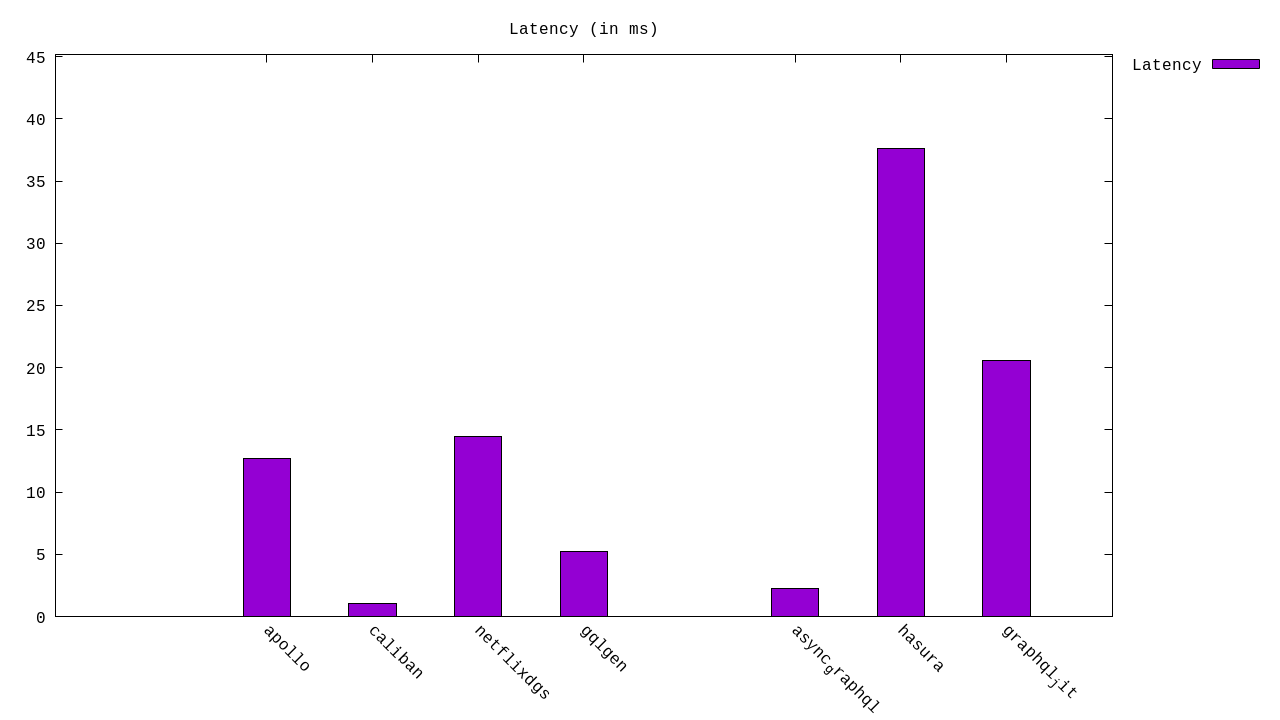 Latency (in ms)
Latency
45
40
35
30
25
20
15
10
5
0
apollo
caliban
netflixdgs
gqlgen
async_graphql
hasura
graphql_jit